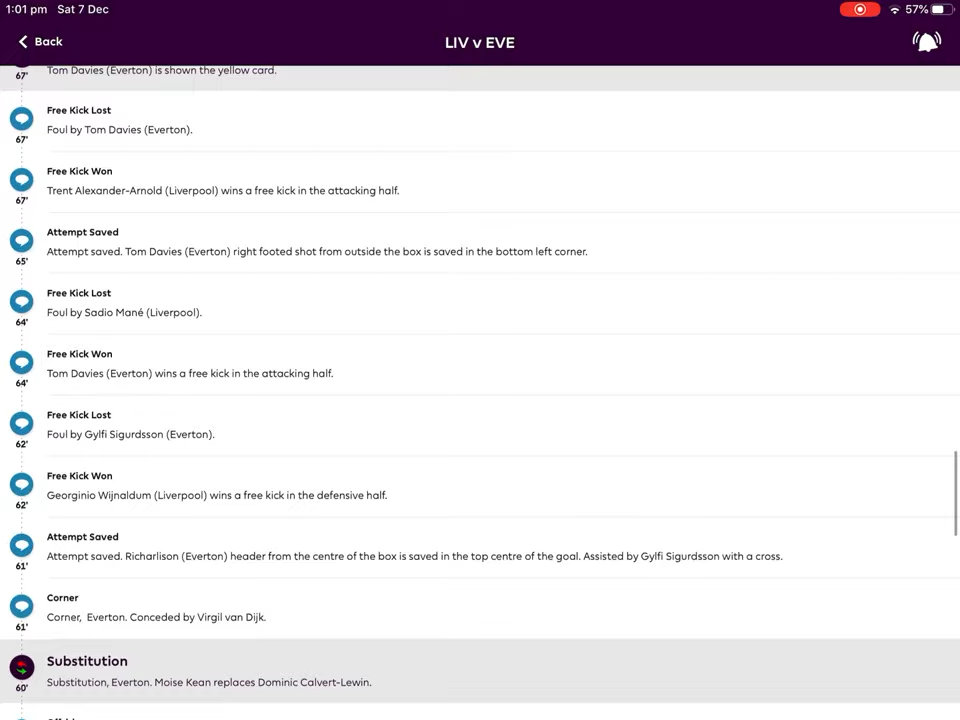 1:01 pm Sat 7 Dec
57%
Back
LIV v EVE
67'
Tom Davies (Everton) is shown the yellow card.
Free Kick Lost
67'
Foul by Tom Davies (Everton).
Free Kick Won
67'
Trent Alexander-Arnold (Liverpool) wins a free kick in the attacking half.
Attempt Saved
65'
Attempt saved. Tom Davies (Everton) right footed shot from outside the box is saved in the bottom left corner.
Free Kick Lost
64'
Foul by Sadio Mané (Liverpool).
Free Kick Won
64'
Tom Davies (Everton) wins a free kick in the attacking half.
Free Kick Lost
62'
Foul by Gylfi Sigurdsson (Everton).
Free Kick Won
62'
Georginio Wijnaldum (Liverpool) wins a free kick in the defensive half.
Attempt Saved
61'
Attempt saved. Richarlison (Everton) header from the centre of the box is saved in the top centre of the goal. Assisted by Gylfi Sigurdsson with a cross.
Corner
61'
Corner, Everton. Conceded by Virgil van Dijk.
Substitution
60'
Substitution, Everton. Moise Kean replaces Dominic Calvert-Lewin.